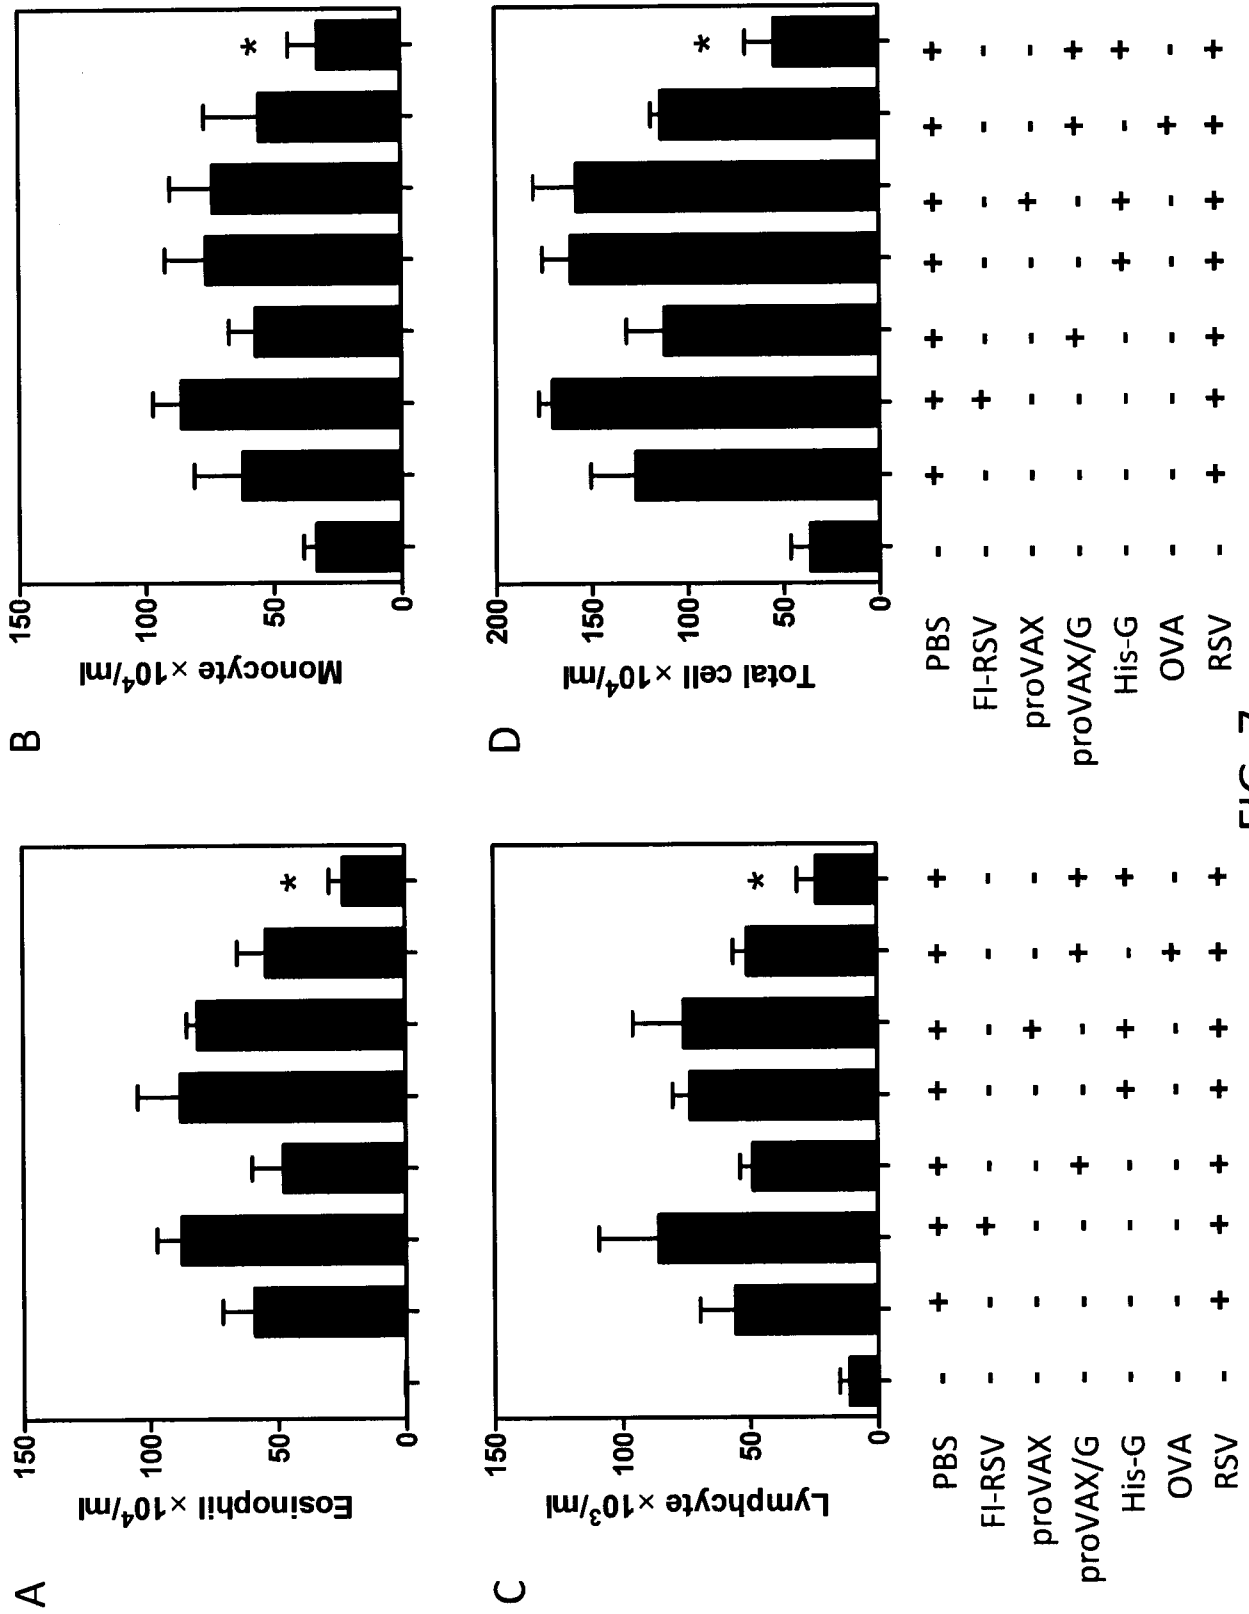 A
Eosinophil ×10⁴/ml
150
100
50
0
*
B
Monocyte ×10⁴/ml
150
100
50
0
*
C
Lymphcyte ×10³/ml
150
100
50
0
*
D
Total cell ×10⁴/ml
200
150
100
50
0
*
PBS - + + + + + + +
FI-RSV - - + - - - - -
proVAX - - - - - + - -
proVAX/G - - - + - - + +
His-G - - - - + + - +
OVA - - - - - - + -
RSV - + + + + + + +
PBS - + + + + + + +
FI-RSV - - + - - - - -
proVAX - - - - - + - -
proVAX/G - - - + - - + +
His-G - - - - + + - +
OVA - - - - - - + -
RSV - + + + + + + +
FIG. 7